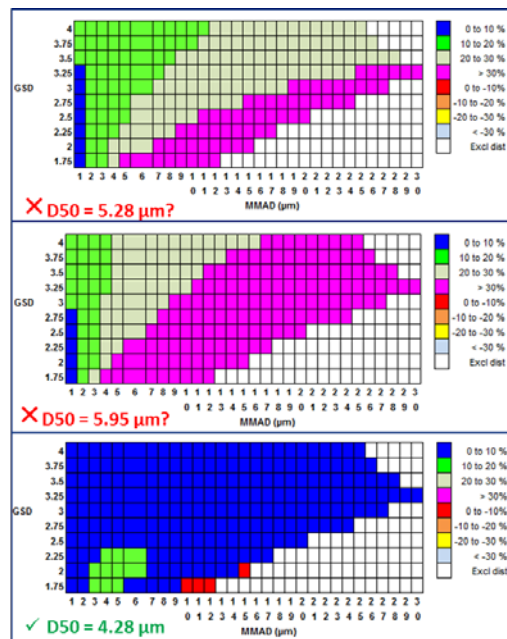 4
3.75
3.5
3.25
3
2.75
2.5
2.25
2
1.75
GSD
1 2 3 4 5 6 7 8 9 1 1 1 1 1 1 1 1 1 1 2 2 2 2 2 2 2 2 2 2 3
0 1 2 3 4 5 6 7 8 9 0 1 2 3 4 5 6 7 8 9 0
MMAD (µm)
0 to 10 %
10 to 20 %
20 to 30 %
> 30%
0 to -10%
-10 to -20 %
-20 to -30 %
< -30 %
Excl dist
✕ D50 = 5.28 µm?
4
3.75
3.5
3.25
3
2.75
2.5
2.25
2
1.75
GSD
1 2 3 4 5 6 7 8 9 1 1 1 1 1 1 1 1 1 1 2 2 2 2 2 2 2 2 2 2 3
0 1 2 3 4 5 6 7 8 9 0 1 2 3 4 5 6 7 8 9 0
MMAD (µm)
0 to 10 %
10 to 20 %
20 to 30 %
> 30%
0 to -10%
-10 to -20 %
-20 to -30 %
< -30 %
Excl dist
✕ D50 = 5.95 µm?
4
3.75
3.5
3.25
3
2.75
2.5
2.25
2
1.75
GSD
1 2 3 4 5 6 7 8 9 1 1 1 1 1 1 1 1 1 1 2 2 2 2 2 2 2 2 2 2 3
0 1 2 3 4 5 6 7 8 9 0 1 2 3 4 5 6 7 8 9 0
MMAD (µm)
0 to 10 %
10 to 20 %
20 to 30 %
> 30%
0 to -10%
-10 to -20 %
-20 to -30 %
< -30 %
Excl dist
✓ D50 = 4.28 µm